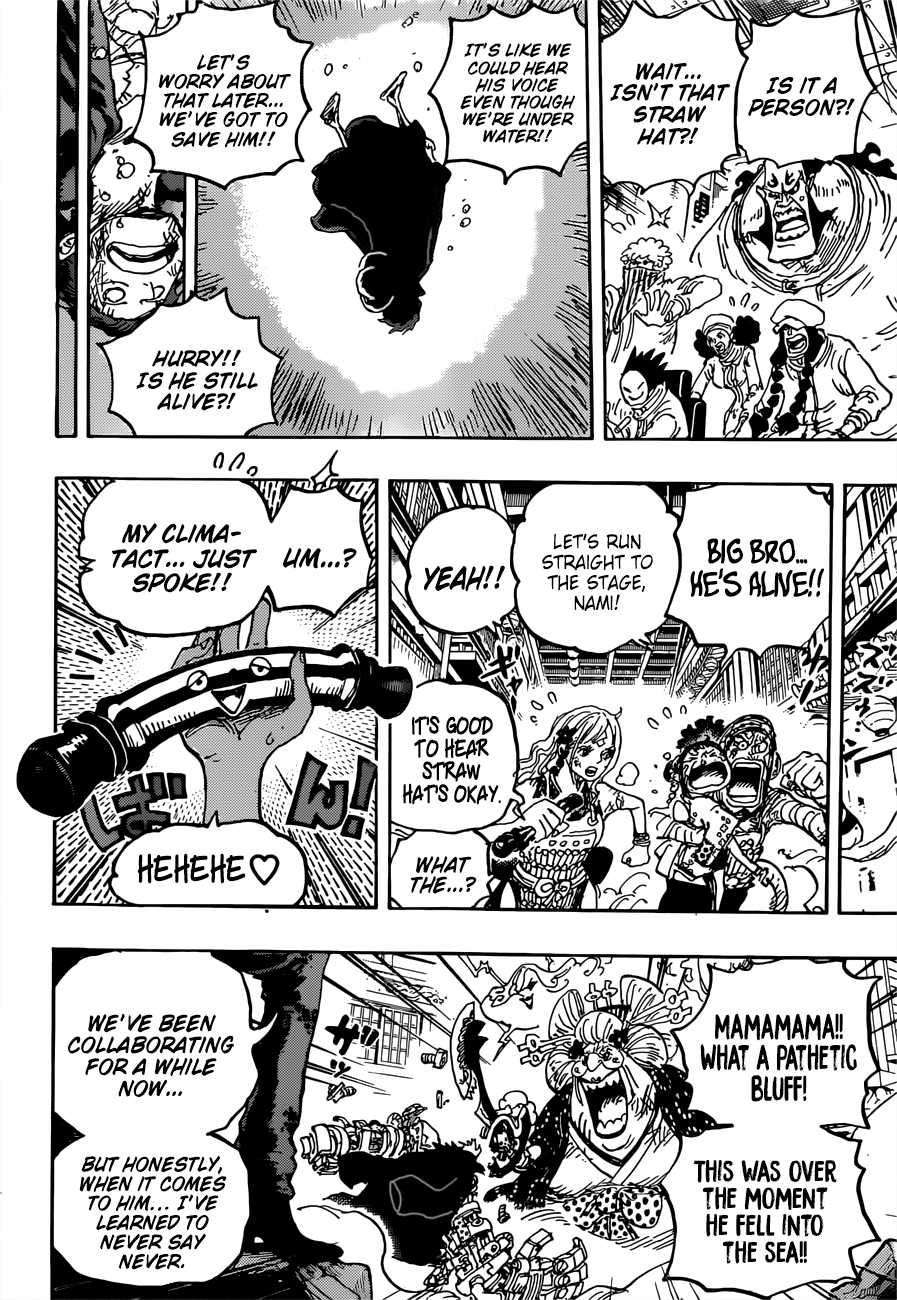 IS IT A
PERSON?!
WAIT...
ISN'T THAT
STRAW
HAT?!
IT'S LIKE WE
COULD HEAR
HIS VOICE
EVEN THOUGH
WE'RE UNDER
WATER!!
LET'S
WORRY ABOUT
THAT LATER...
WE'VE GOT TO
SAVE HIM!!
HURRY!!
IS HE STILL
ALIVE?!
BIG BRO...
HE'S ALIVE!!
LET'S RUN
STRAIGHT TO
THE STAGE,
NAMI!
YEAH!!
IT'S GOOD
TO HEAR
STRAW
HAT'S OKAY.
WHAT
THE...?
UM...?
MY CLIMA-
TACT... JUST
SPOKE!!
じゃーん!
HEHEHE♡
MAMAMAMA!!
WHAT A PATHETIC
BLUFF!
THIS WAS OVER
THE MOMENT
HE FELL INTO
THE SEA!!
WE'VE BEEN
COLLABORATING
FOR A WHILE
NOW...
BUT HONESTLY,
WHEN IT COMES
TO HIM... I'VE
LEARNED TO
NEVER SAY
NEVER.